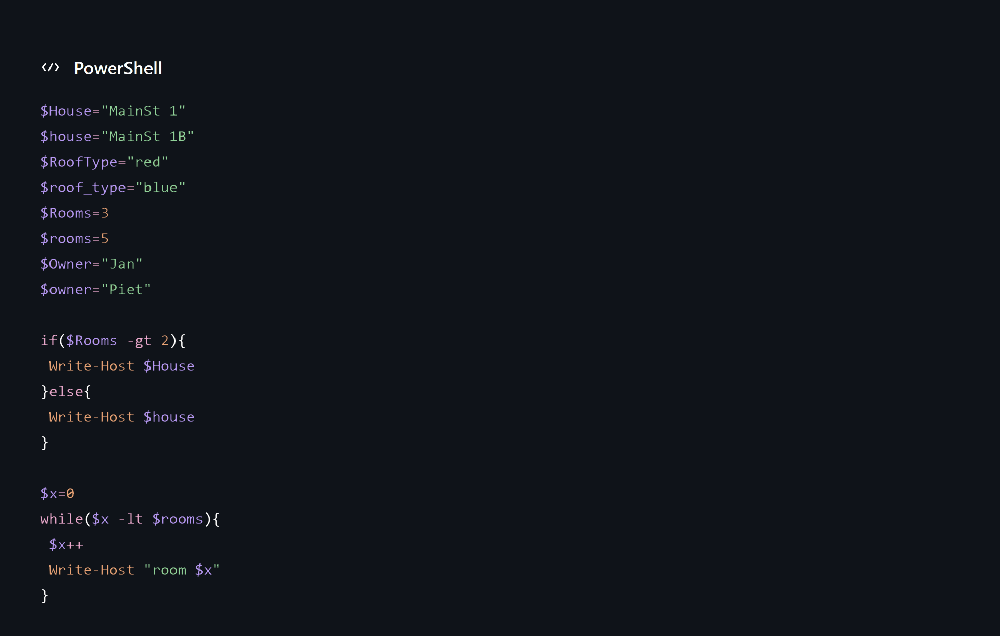 </> PowerShell
$House="MainSt 1"
$house="MainSt 1B"
$RoofType="red"
$roof_type="blue"
$Rooms=3
$rooms=5
$Owner="Jan"
$owner="Piet"
if($Rooms -gt 2){
 Write-Host $House
}else{
 Write-Host $house
}
$x=0
while($x -lt $rooms){
 $x++
 Write-Host "room $x"
}